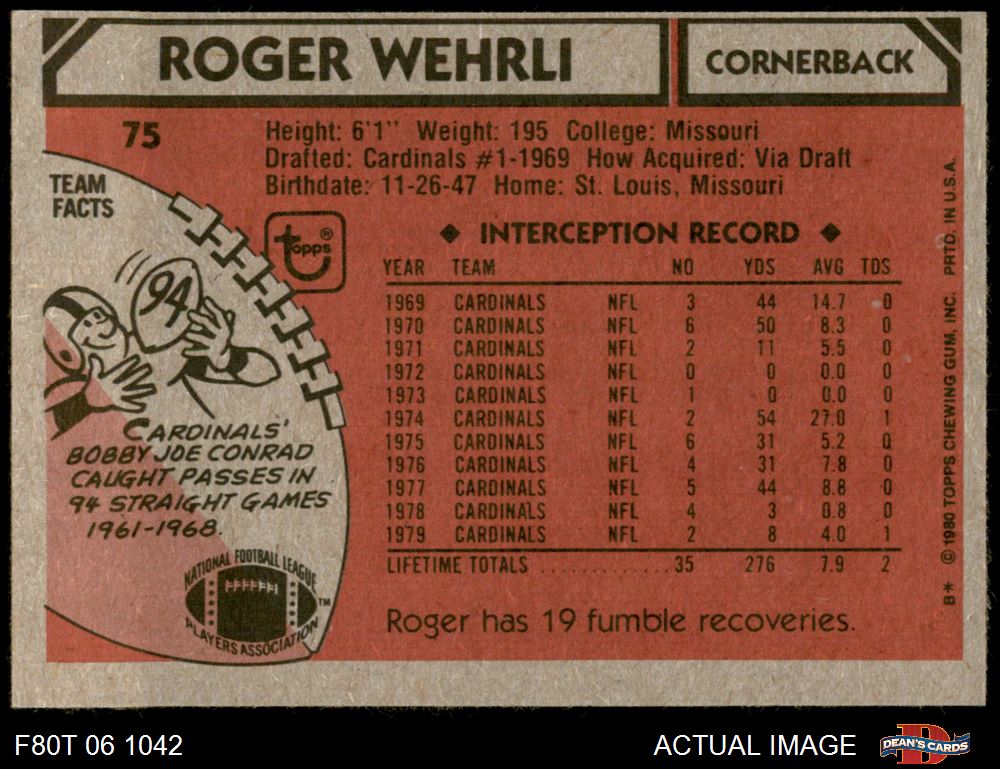 ROGER WEHRLI
CORNERBACK
75
Height: 6'1" Weight: 195 College: Missouri
Drafted: Cardinals #1-1969 How Acquired: Via Draft
Birthdate: 11-26-47 Home: St. Louis, Missouri
TEAM
FACTS
topps®
94
CARDINALS'
BOBBY JOE CONRAD
CAUGHT PASSES IN
94 STRAIGHT GAMES
1961-1968.
NATIONAL FOOTBALL LEAGUE
PLAYERS ASSOCIATION
™
◆ INTERCEPTION RECORD ◆
YEAR TEAM NO YDS AVG TDS
1969 CARDINALS NFL 3 44 14.7 0
1970 CARDINALS NFL 6 50 8.3 0
1971 CARDINALS NFL 2 11 5.5 0
1972 CARDINALS NFL 0 0 0.0 0
1973 CARDINALS NFL 1 0 0.0 0
1974 CARDINALS NFL 2 54 27.0 1
1975 CARDINALS NFL 6 31 5.2 0
1976 CARDINALS NFL 4 31 7.8 0
1977 CARDINALS NFL 5 44 8.8 0
1978 CARDINALS NFL 4 3 0.8 0
1979 CARDINALS NFL 2 8 4.0 1
LIFETIME TOTALS ............. 35 276 7.9 2
Roger has 19 fumble recoveries.
B* © 1980 TOPPS CHEWING GUM, INC. PRTD. IN U.S.A.
F80T 06 1042
ACTUAL IMAGE
D
DEAN'S CARDS